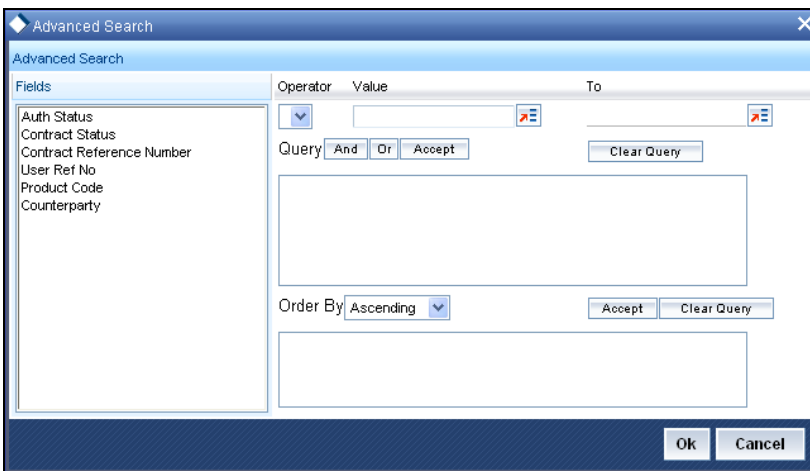 Advanced Search
Advanced Search
Fields
Operator Value To
Auth Status
Contract Status
Contract Reference Number
User Ref No
Product Code
Counterparty
Query And Or Accept Clear Query
Order By Ascending Accept Clear Query
Ok Cancel